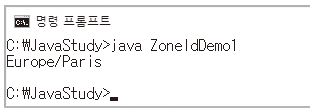 명령 프롬프트
C:₩JavaStudy>java ZoneIdDemo1
Europe/Paris
C:₩JavaStudy>